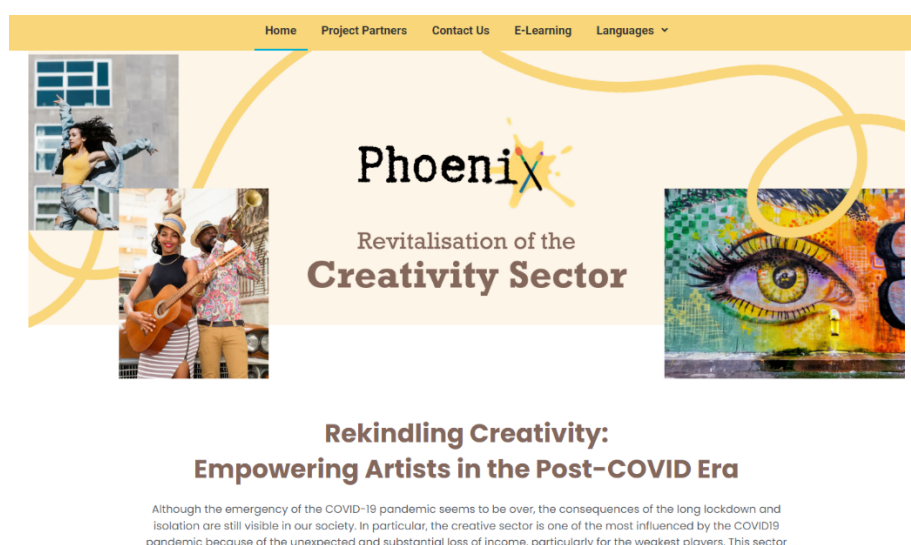 Home Project Partners Contact Us E-Learning Languages
Phoenix
Revitalisation of the
Creativity Sector
Rekindling Creativity:
Empowering Artists in the Post-COVID Era
Although the emergency of the COVID-19 pandemic seems to be over, the consequences of the long lockdown and
isolation are still visible in our society. In particular, the creative sector is one of the most influenced by the COVID19
pandemic because of the unexpected and substantial loss of income, particularly for the weakest players. This sector